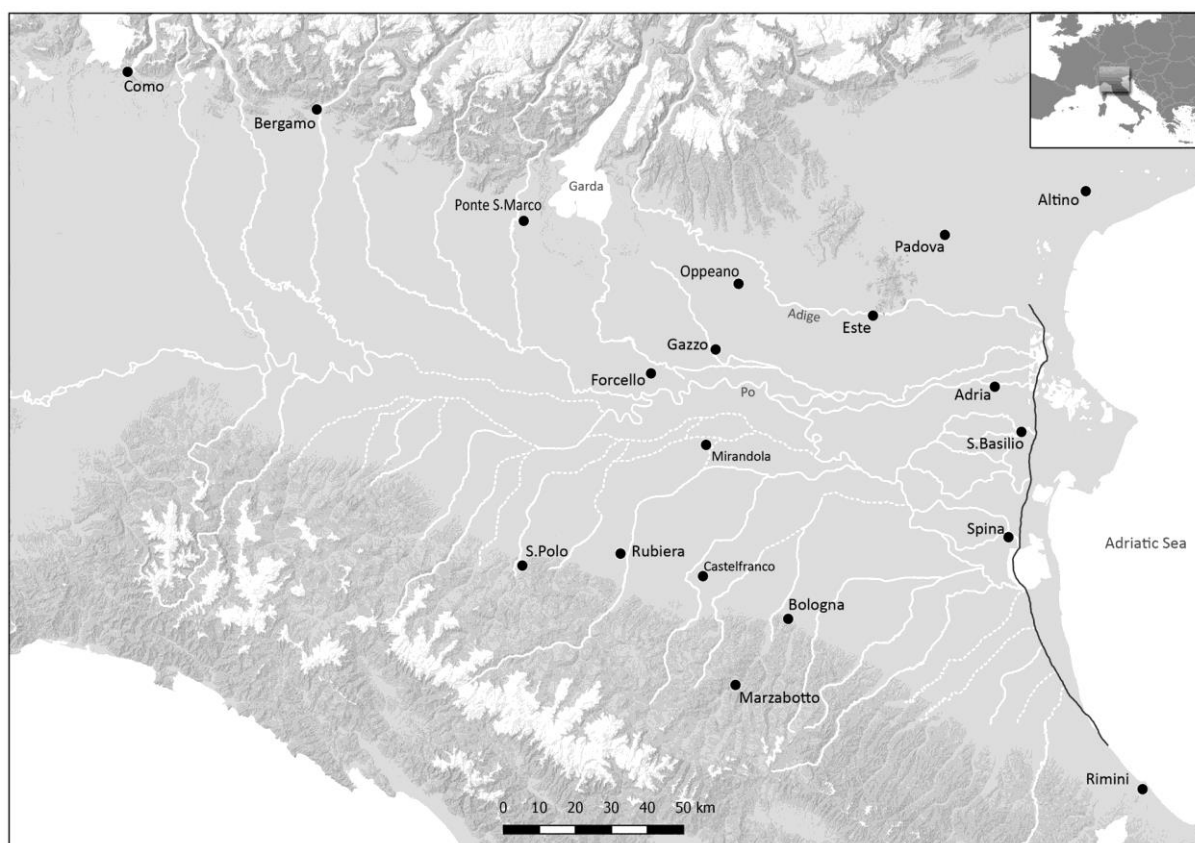 Como
Bergamo
Garda
Ponte S.Marco
Altino
Padova
Oppeano
Adige
Este
Gazzo
Forcello
Po
Adria
S.Basilio
Mirandola
Spina
Adriatic Sea
S.Polo
Rubiera
Castelfranco
Bologna
Marzabotto
Rimini
0 10 20 30 40 50 km